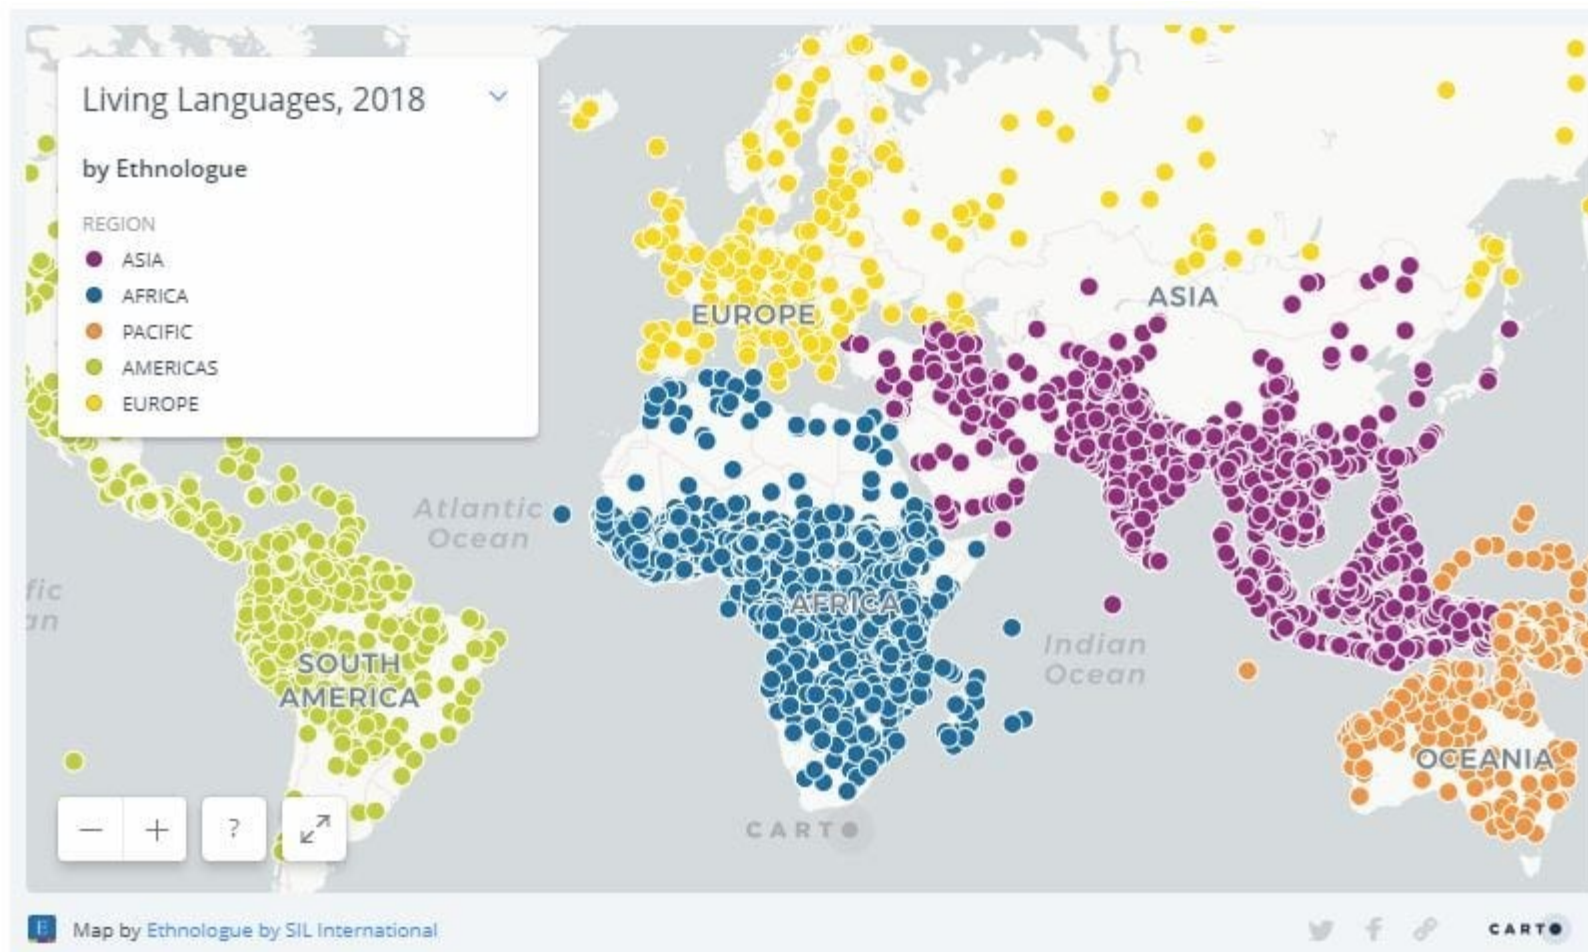 Living Languages, 2018
by Ethnologue
REGION
ASIA
AFRICA
PACIFIC
AMERICAS
EUROPE
EUROPE
ASIA
Atlantic
Ocean
fic
an
AFRICA
SOUTH
AMERICA
Indian
Ocean
OCEANIA
− + ?
CARTO
E Map by Ethnologue by SIL International
CARTO